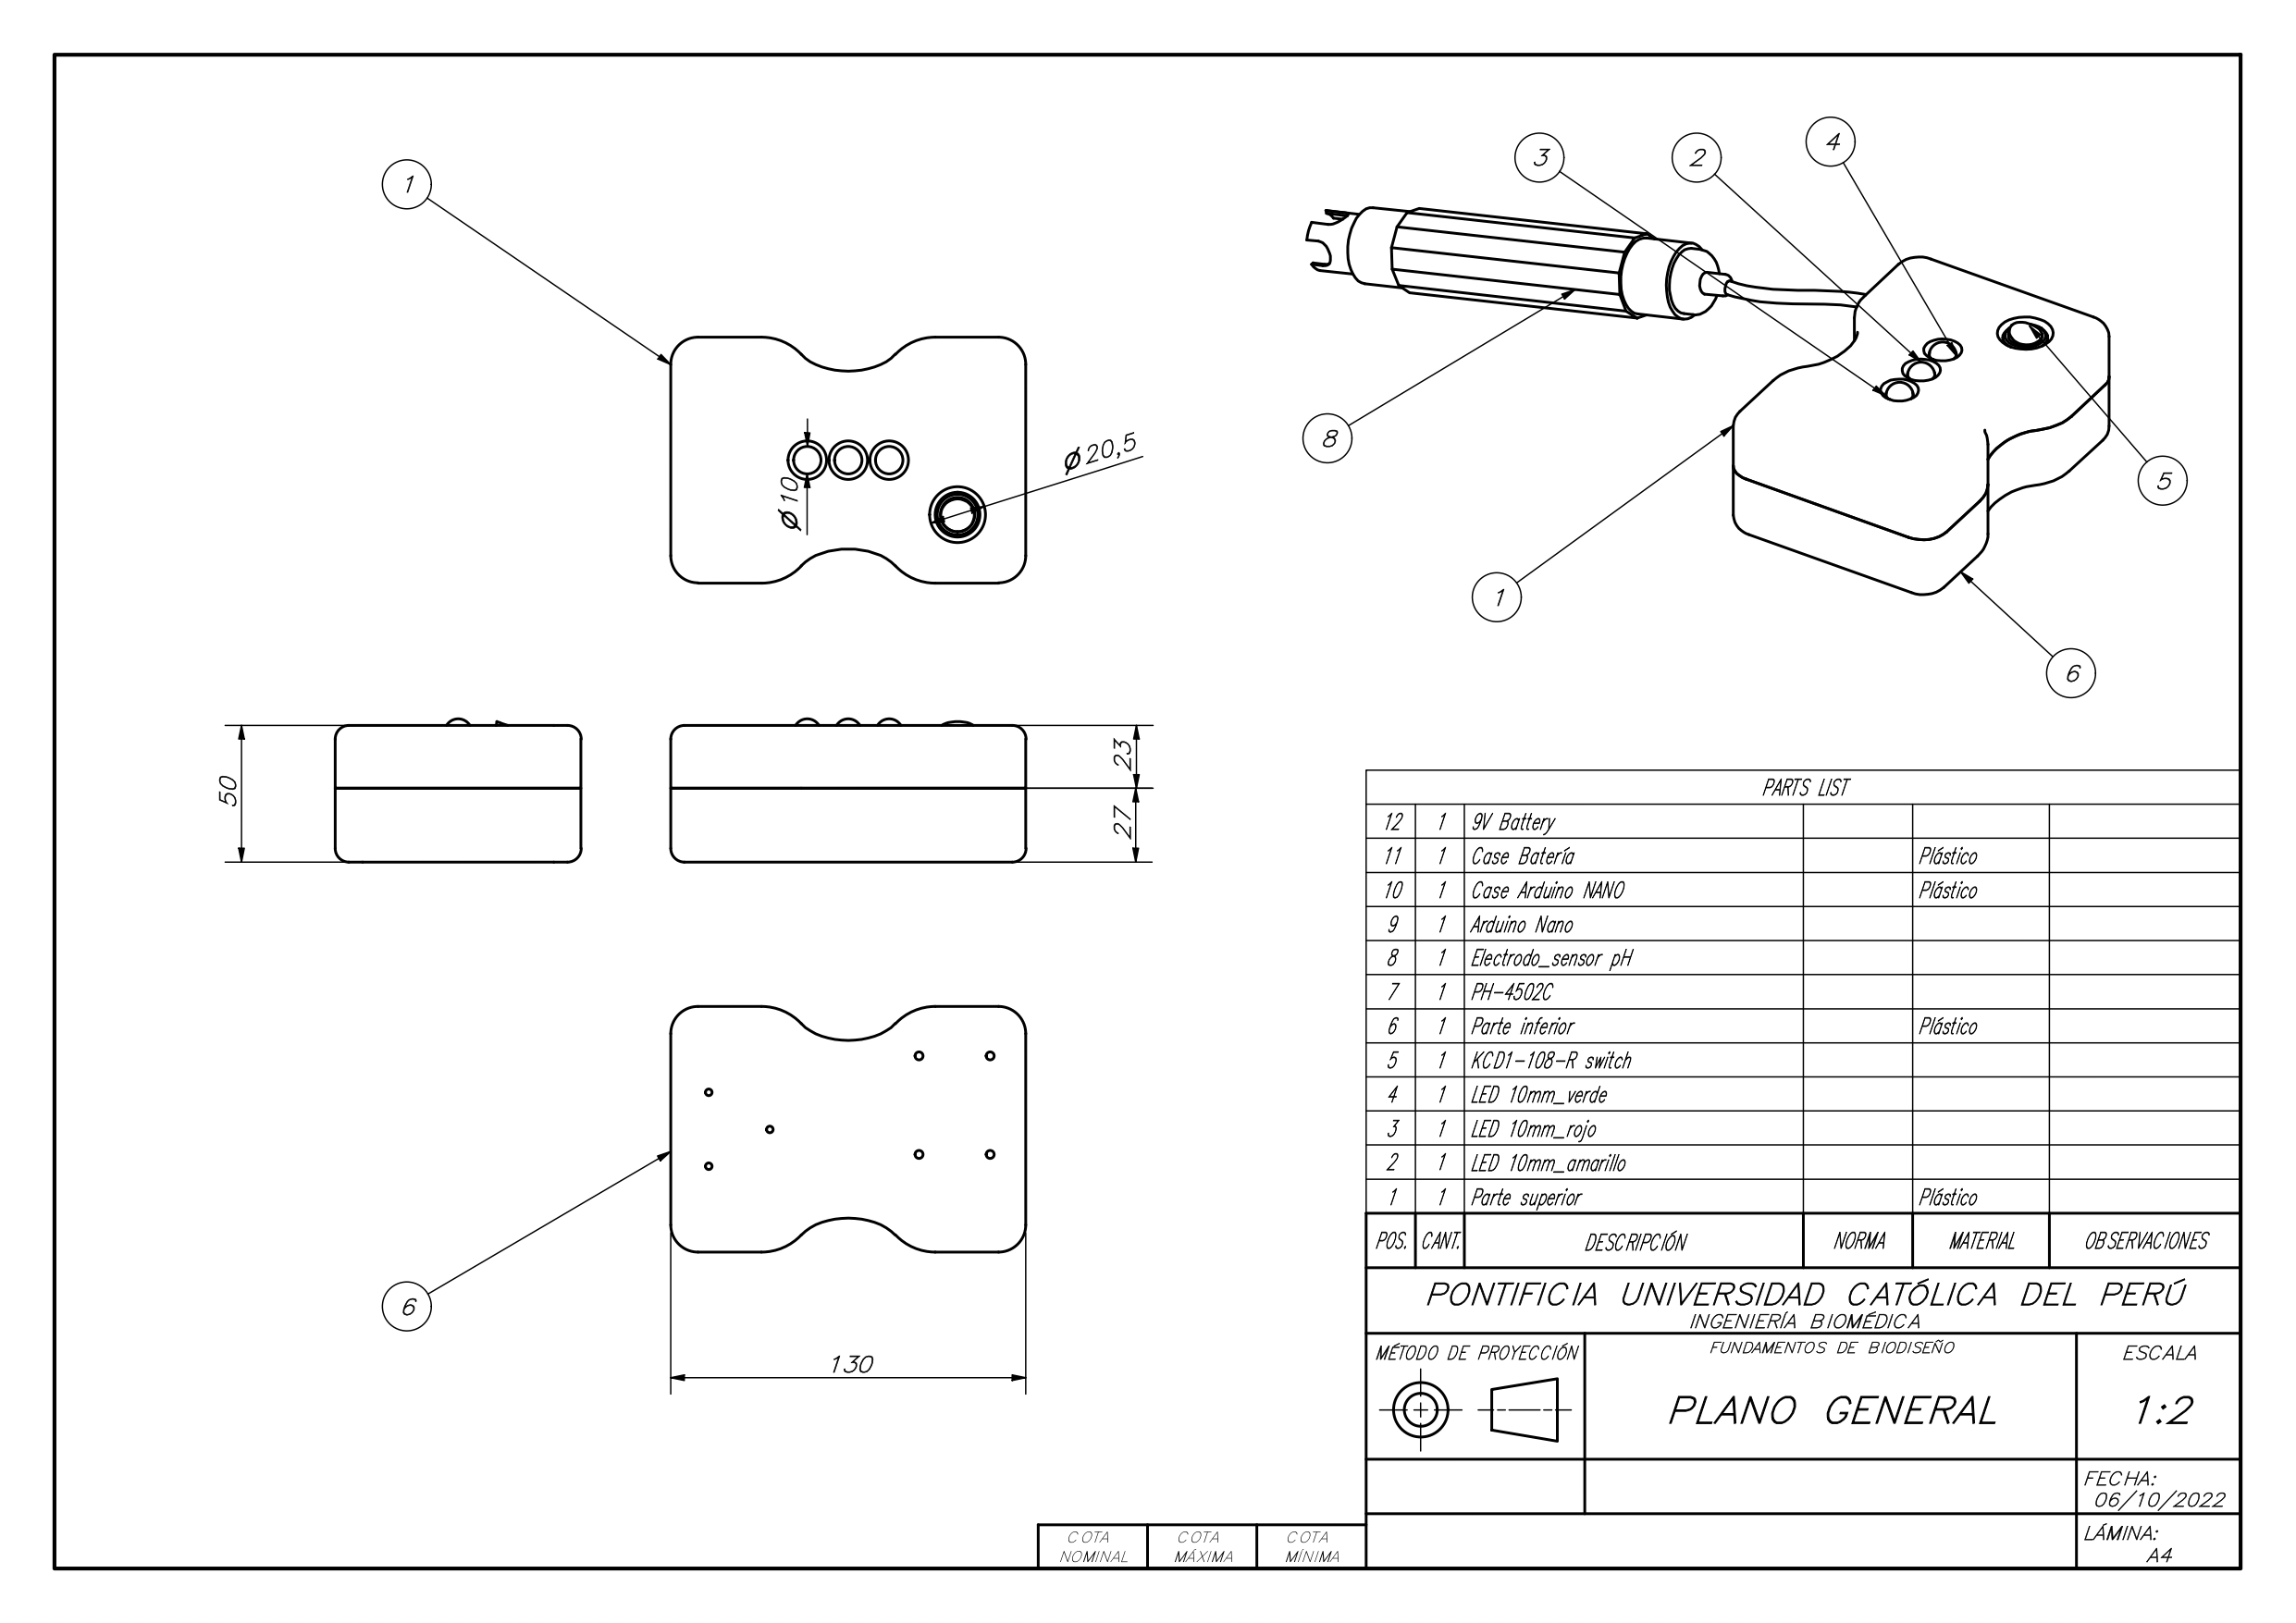 1
3
2
4
8
5
1
6
Ø20,5
Ø10
50
23
27
6
130
PARTS LIST
12 1 9V Battery
11 1 Case Batería Plástico
10 1 Case Arduino NANO Plástico
9 1 Arduino Nano
8 1 Electrodo_sensor pH
7 1 PH-4502C
6 1 Parte inferior Plástico
5 1 KCD1-108-R switch
4 1 LED 10mm_verde
3 1 LED 10mm_rojo
2 1 LED 10mm_amarillo
1 1 Parte superior Plástico
POS. CANT. DESCRIPCIÓN NORMA MATERIAL OBSERVACIONES
PONTIFICIA UNIVERSIDAD CATÓLICA DEL PERÚ
INGENIERÍA BIOMÉDICA
MÉTODO DE PROYECCIÓN
FUNDAMENTOS DE BIODISEÑO
PLANO GENERAL
ESCALA
1:2
FECHA:
06/10/2022
LÁMINA:
A4
COTA NOMINAL
COTA MÁXIMA
COTA MÍNIMA